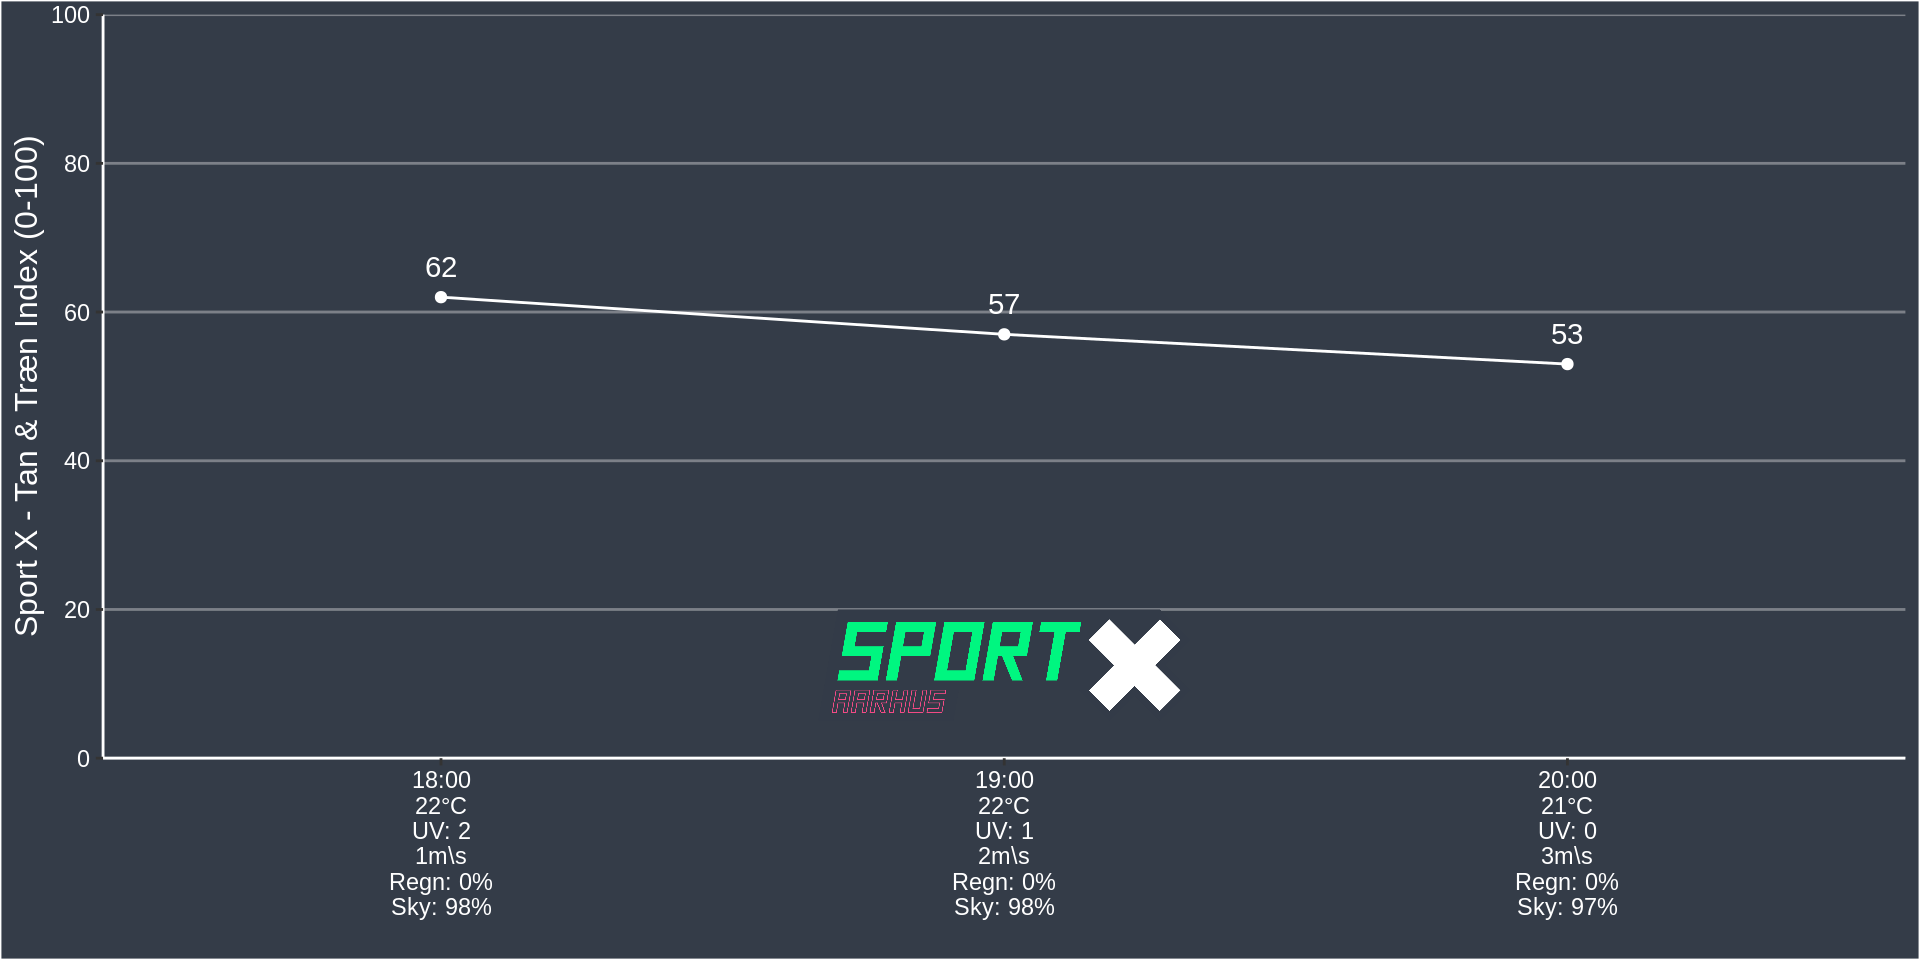 Sport X - Tan & Træn Index (0-100)
100
80
60
40
20
0
62
57
53
SPORT X
AARHUS
18:00
22°C
UV: 2
1m\s
Regn: 0%
Sky: 98%
19:00
22°C
UV: 1
2m\s
Regn: 0%
Sky: 98%
20:00
21°C
UV: 0
3m\s
Regn: 0%
Sky: 97%